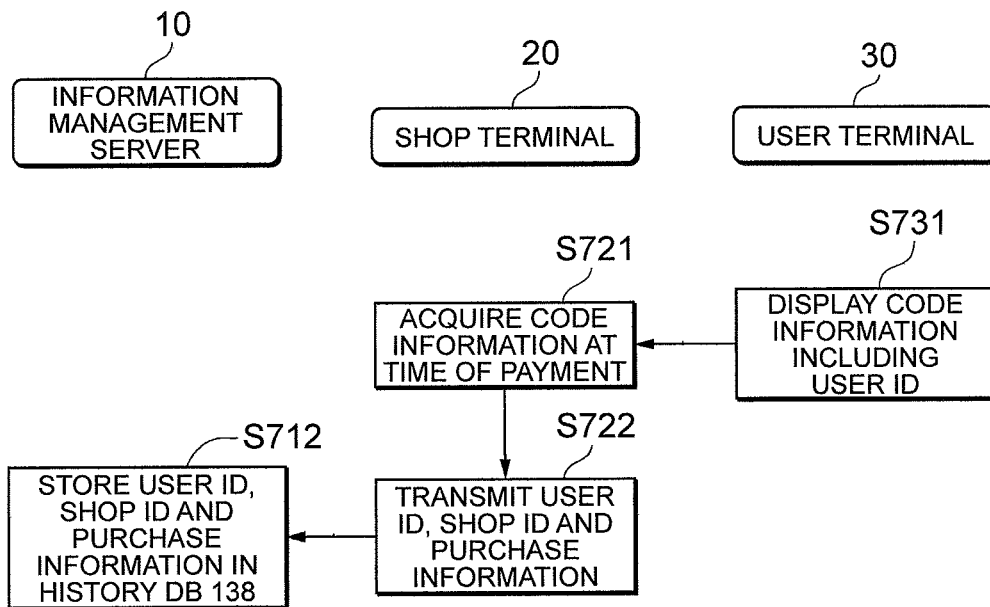 10
20
30
INFORMATION
MANAGEMENT
SERVER
SHOP TERMINAL
USER TERMINAL
S721
S731
ACQUIRE CODE
INFORMATION AT
TIME OF PAYMENT
DISPLAY CODE
INFORMATION
INCLUDING
USER ID
S712
S722
STORE USER ID,
SHOP ID AND
PURCHASE
INFORMATION IN
HISTORY DB 138
TRANSMIT USER
ID, SHOP ID AND
PURCHASE
INFORMATION